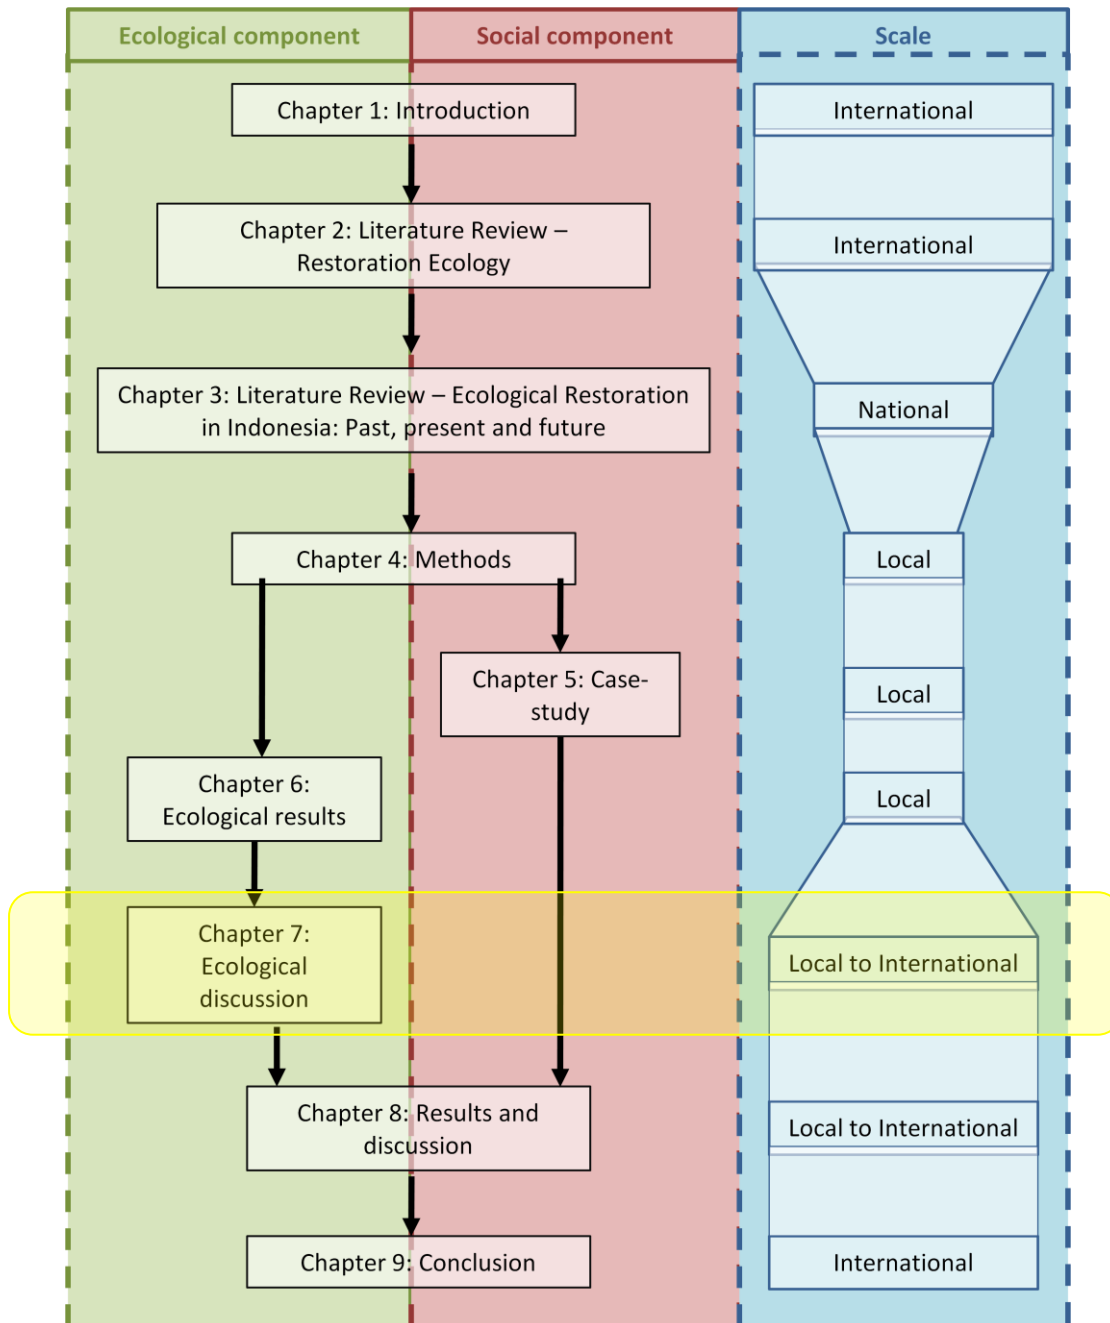 Ecological component
Social component
Scale
Chapter 1: Introduction
International
Chapter 2: Literature Review –
Restoration Ecology
International
Chapter 3: Literature Review – Ecological Restoration
in Indonesia: Past, present and future
National
Chapter 4: Methods
Local
Chapter 5: Case-
study
Local
Chapter 6:
Ecological results
Local
Chapter 7:
Ecological
discussion
Local to International
Chapter 8: Results and
discussion
Local to International
Chapter 9: Conclusion
International